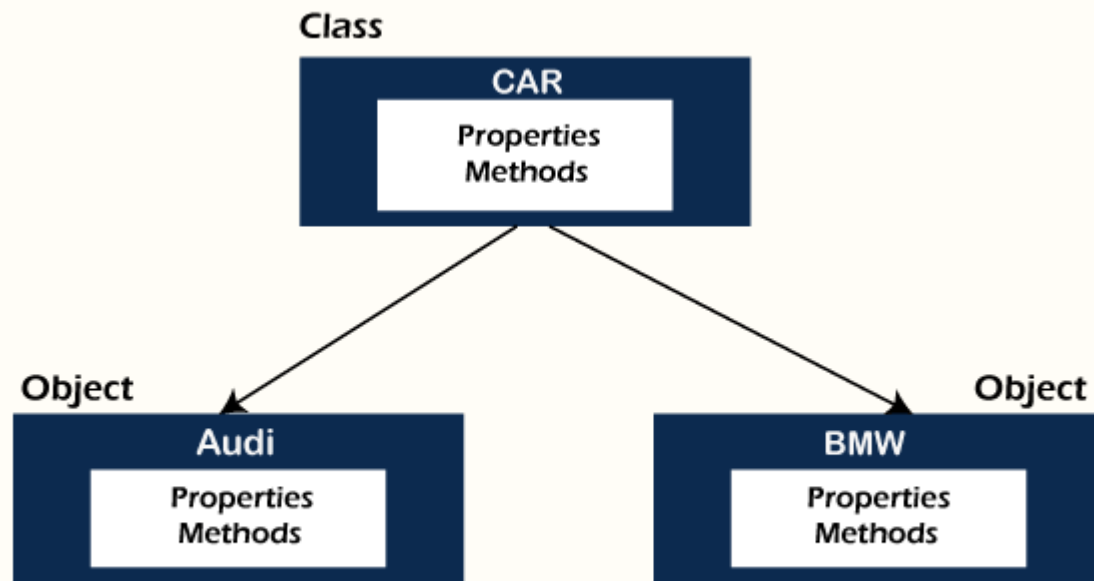 Class
CAR
Properties
Methods
Object
Object
Audi
BMW
Properties
Methods
Properties
Methods